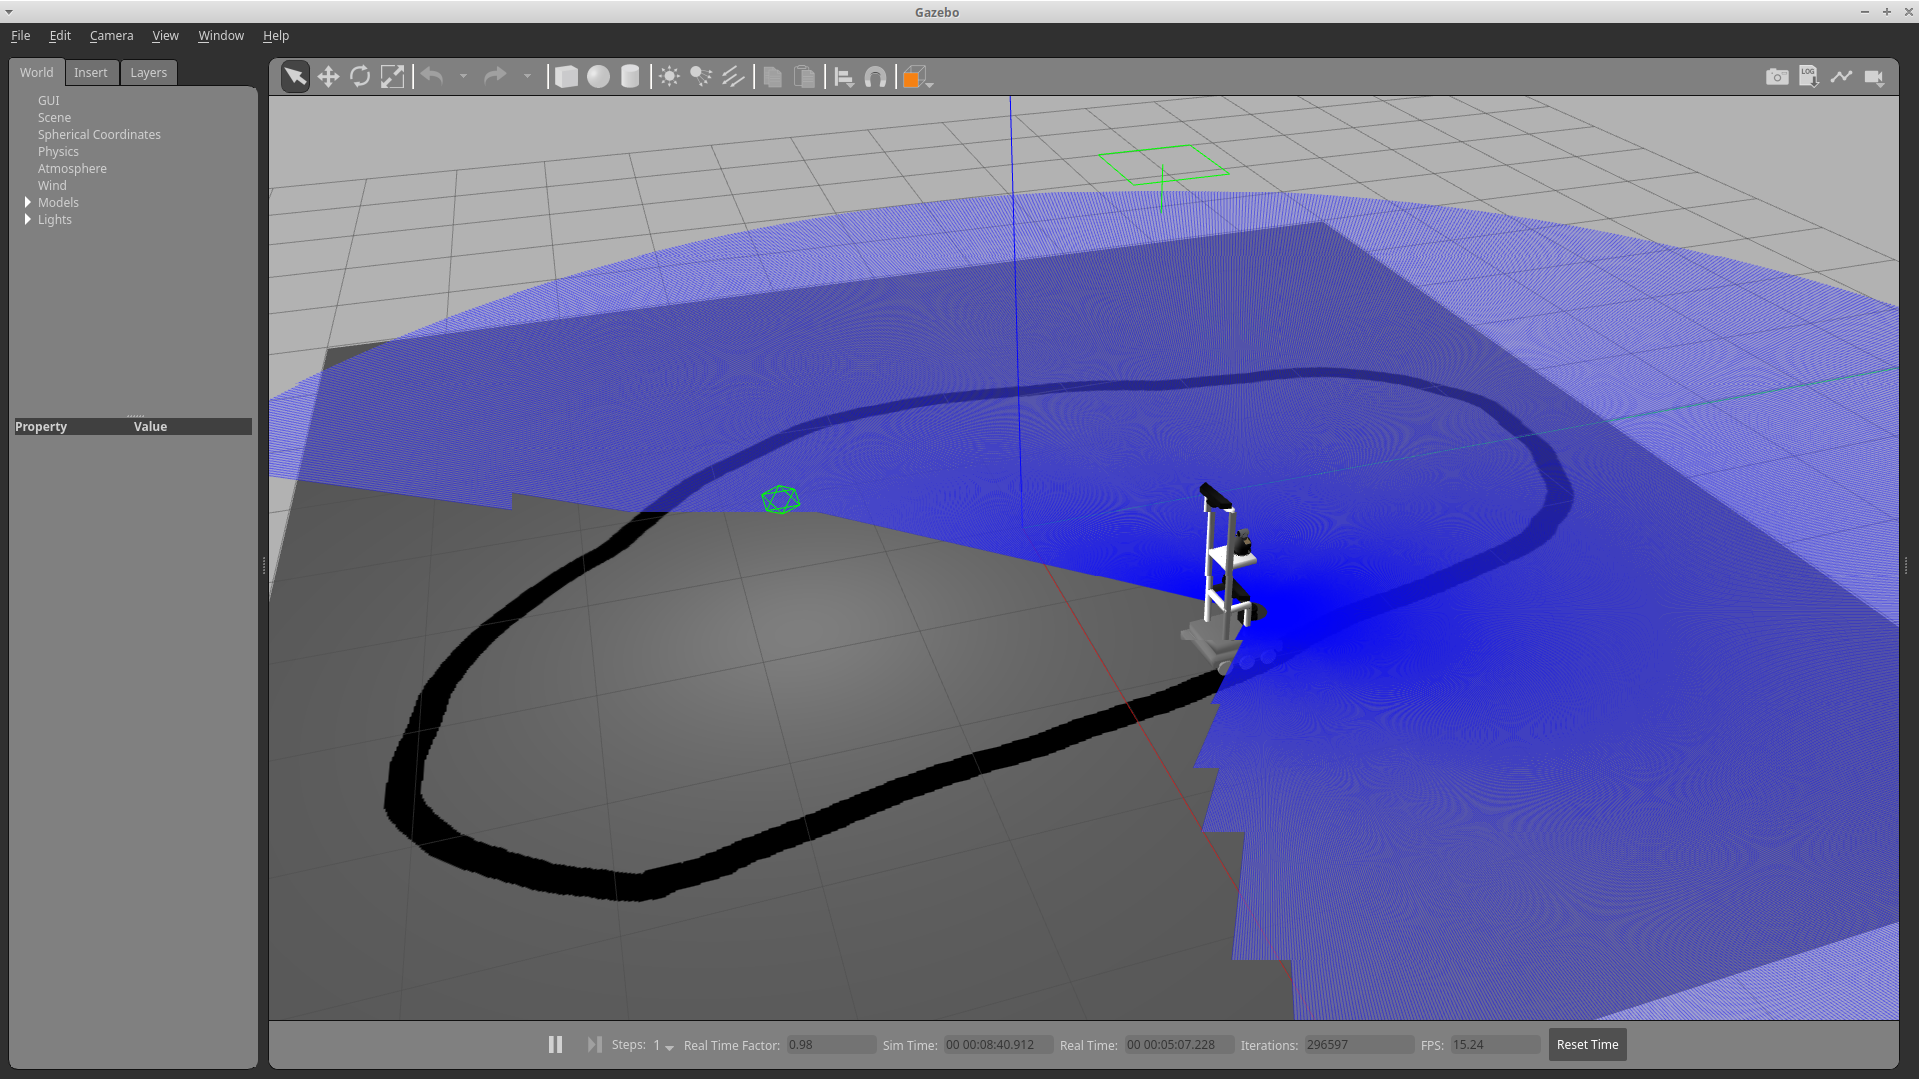 Gazebo
File Edit Camera View Window Help
World Insert Layers
LOG
GUI
Scene
Spherical Coordinates
Physics
Atmosphere
Wind
Models
Lights
Property Value
Steps: 1 Real Time Factor: 0.98 Sim Time: 00 00:08:40.912 Real Time: 00 00:05:07.228 Iterations: 296597 FPS: 15.24 Reset Time